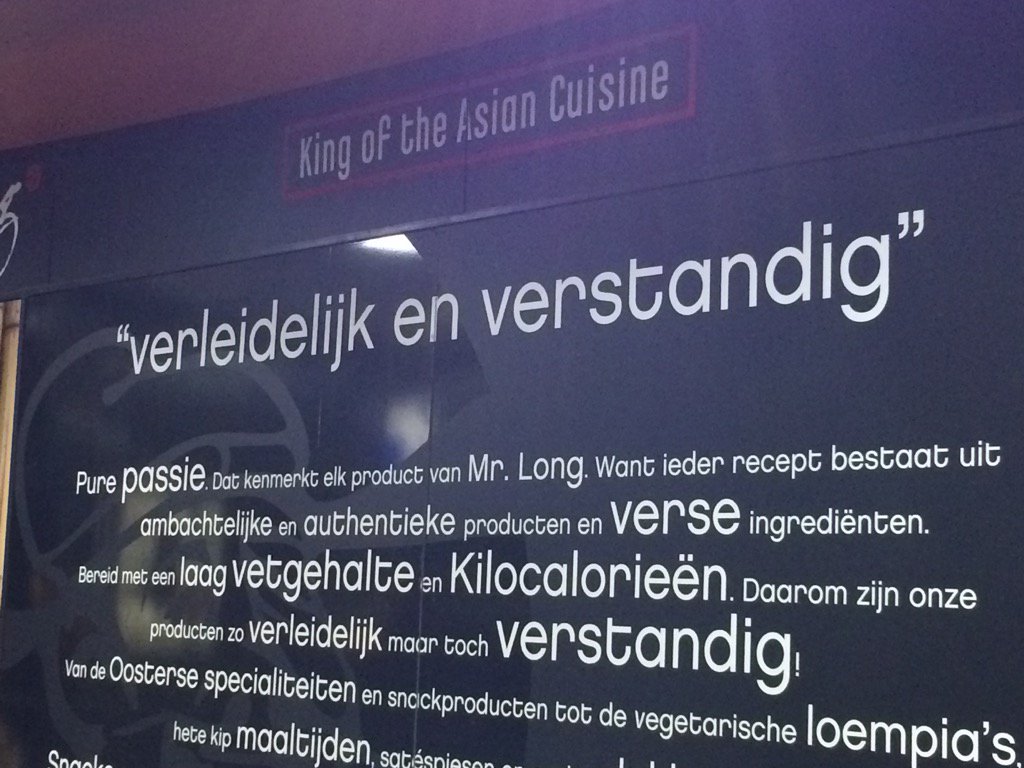 King of the Asian Cuisine
“verleidelijk en verstandig”
Pure passie. Dat kenmerkt elk product van Mr. Long. Want ieder recept bestaat uit
ambachtelijke en authentieke producten en verse ingrediënten.
Bereid met een laag vetgehalte en Kilocalorieën. Daarom zijn onze
producten zo verleidelijk maar toch verstandig!
Van de Oosterse specialiteiten en snackproducten tot de vegetarische loempia's,
hete kip maaltijden, satéspiesen
Snacks